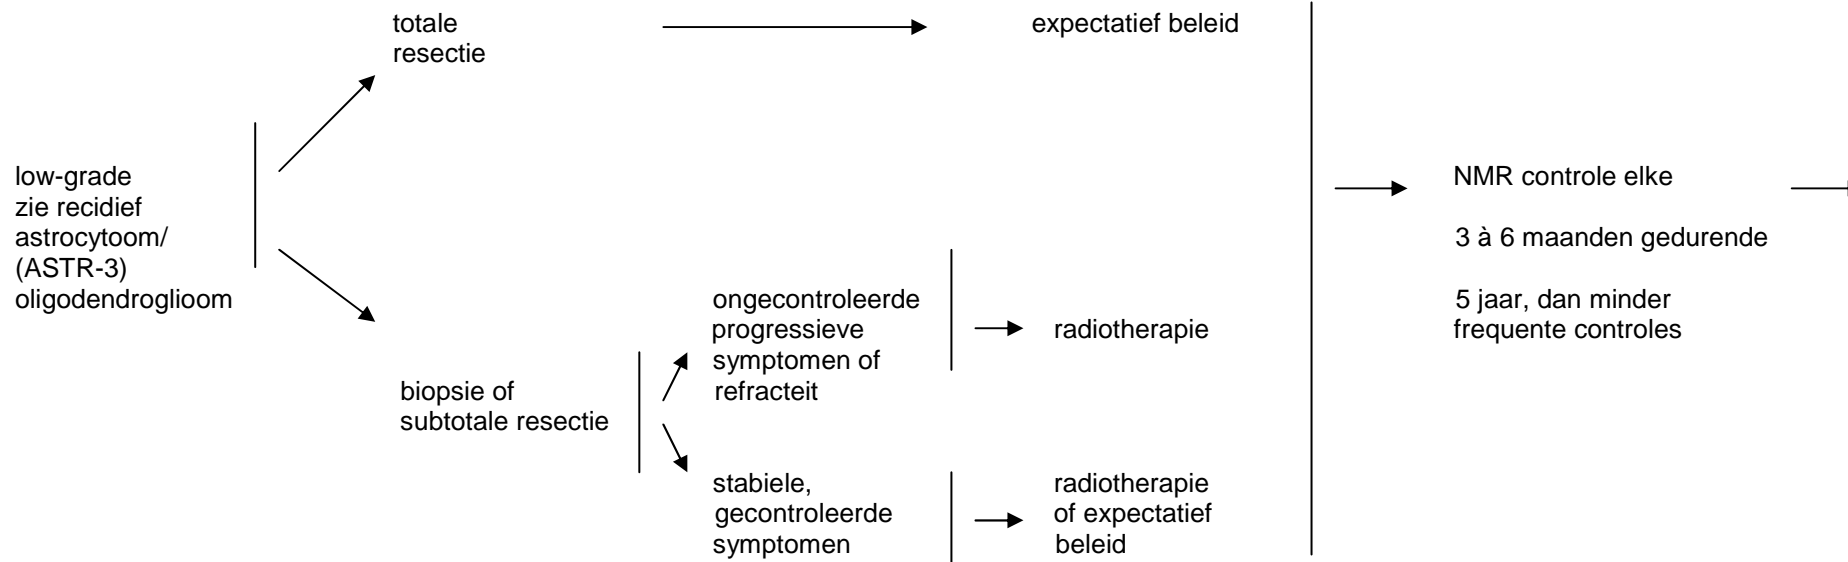 totale
resectie
expectatief beleid
low-grade
zie recidief
astrocytoom/
(ASTR-3)
oligodendroglioom
NMR controle elke
3 à 6 maanden gedurende
5 jaar, dan minder
frequente controles
ongecontroleerde
progressieve
symptomen of
refracteit
radiotherapie
biopsie of
subtotale resectie
stabiele,
gecontroleerde
symptomen
radiotherapie
of expectatief
beleid